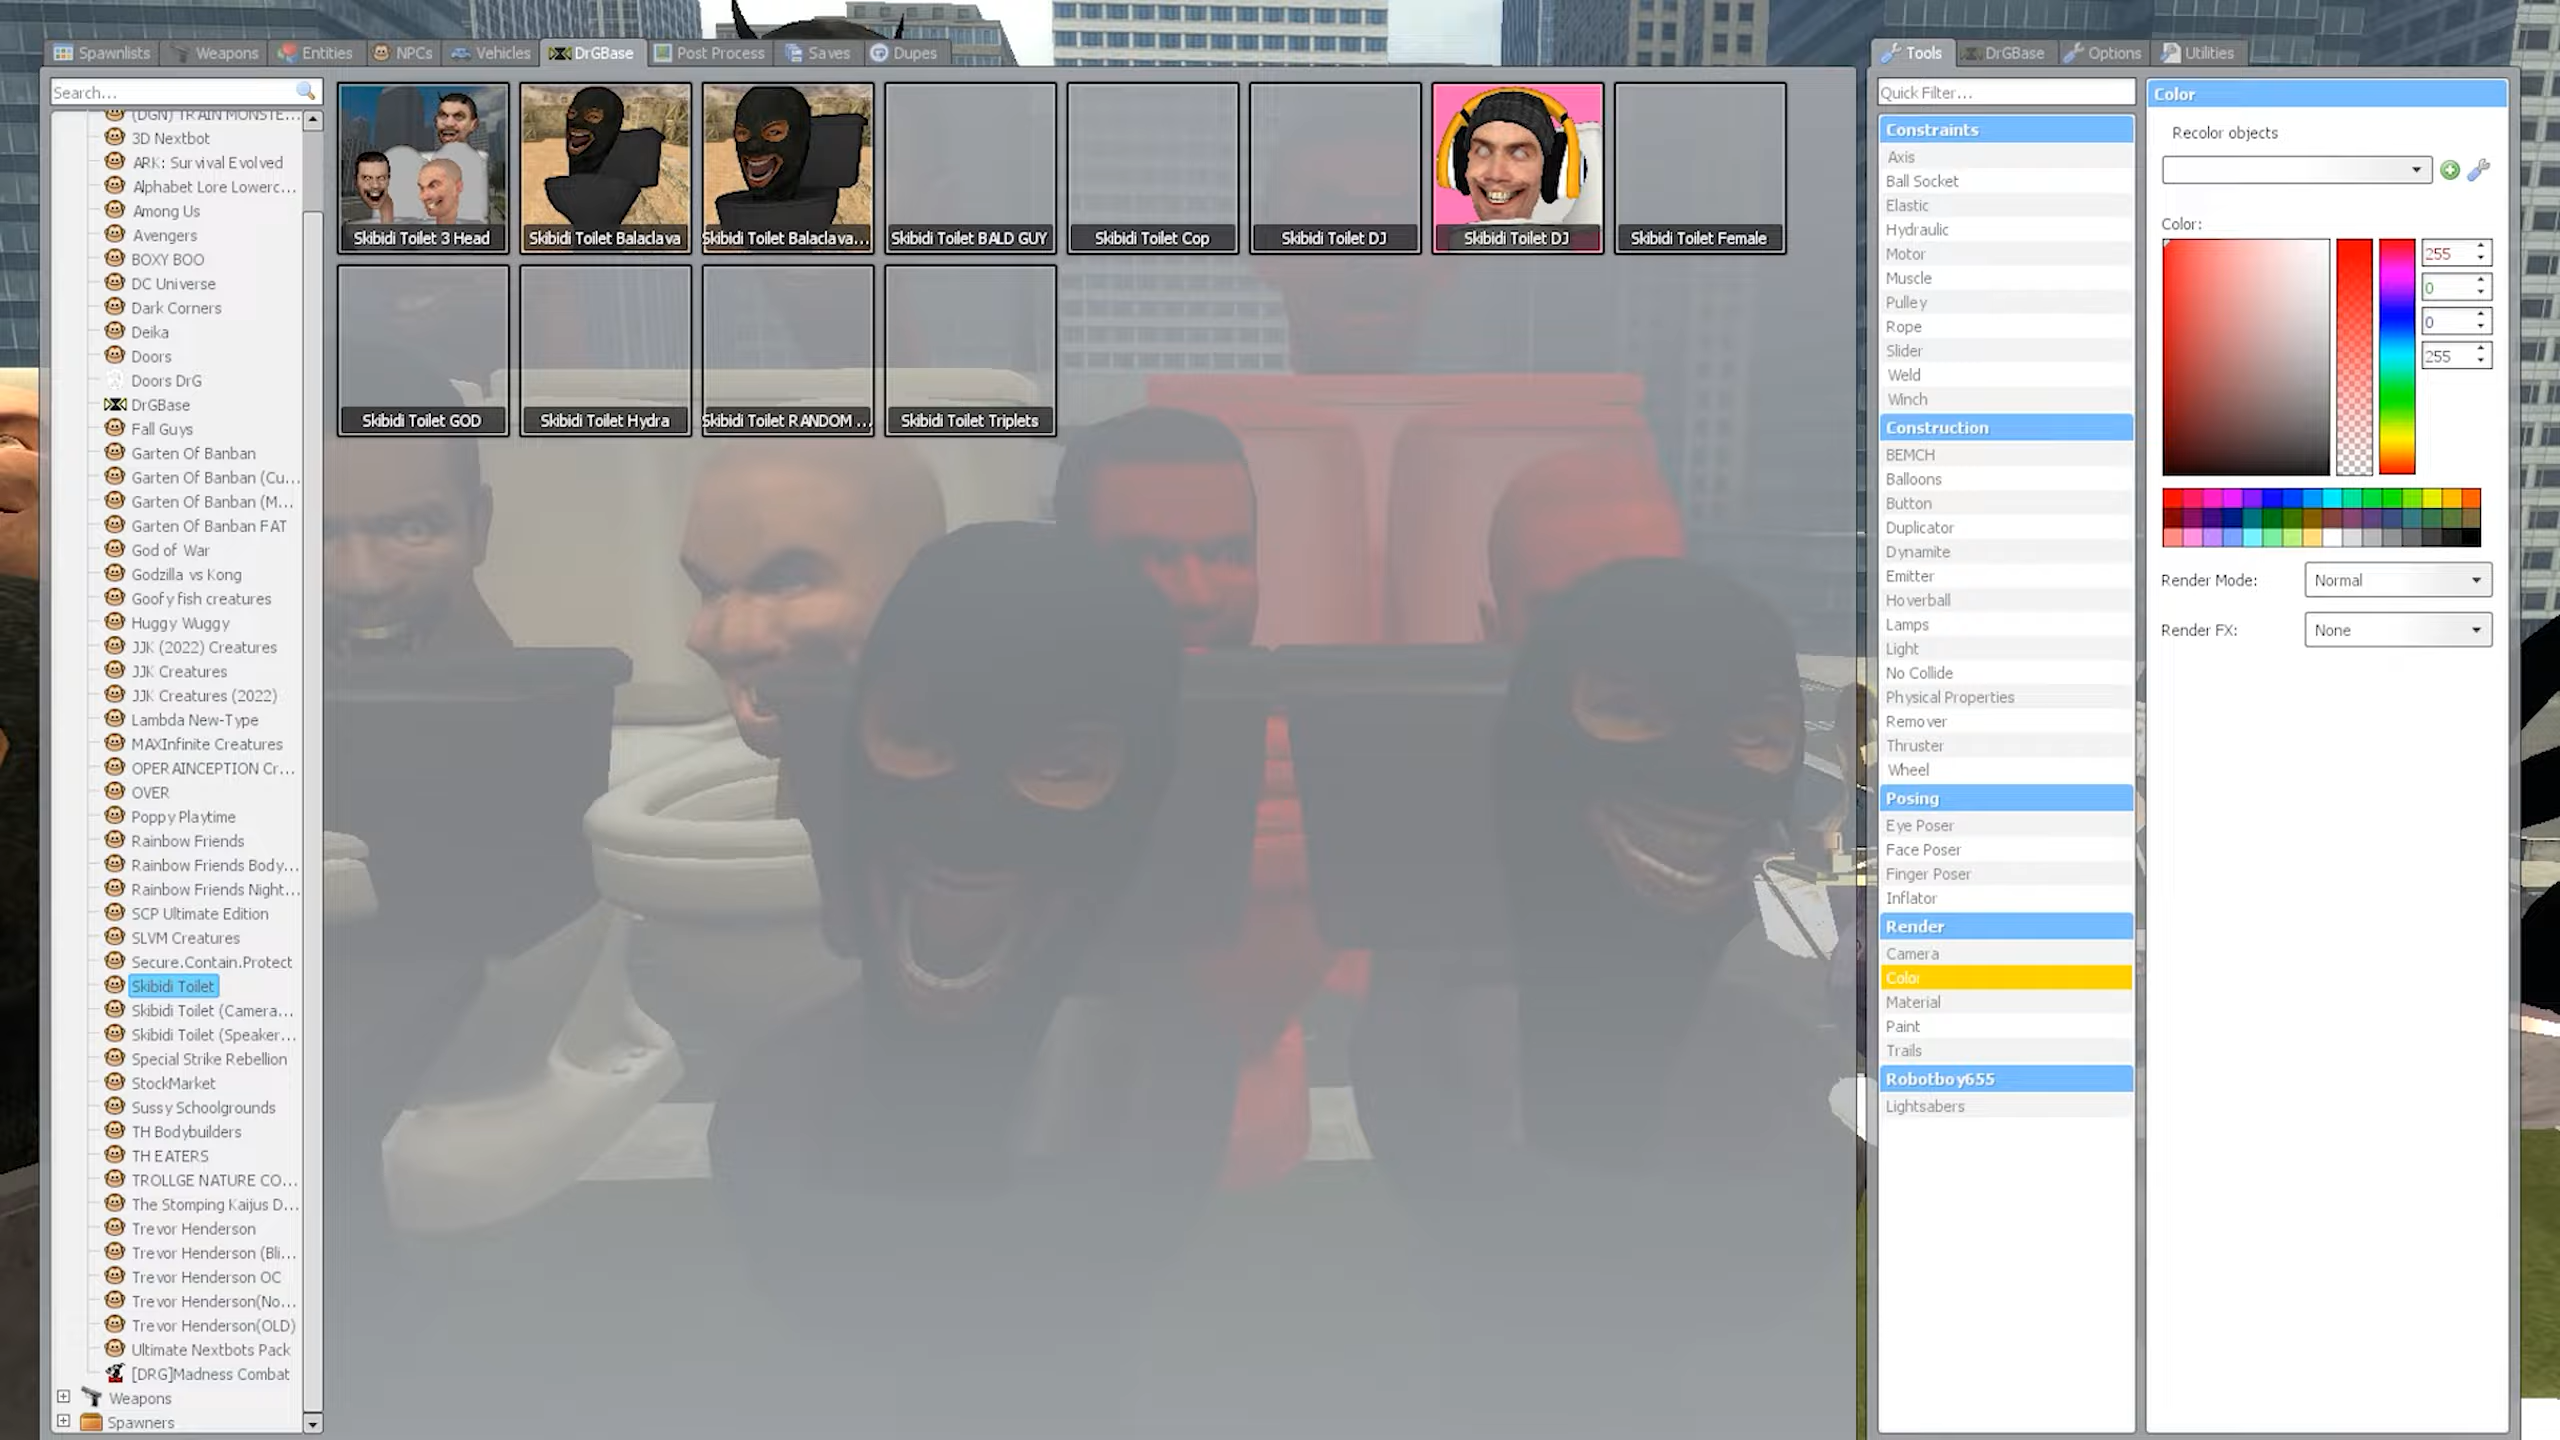 Spawnlists
Weapons
Entities
NPCs
Vehicles
DrGBase
Post Process
Saves
Dupes
Search...
(DGN) TRAIN MONSTE...
3D Nextbot
ARK: Survival Evolved
Alphabet Lore Lowerc...
Among Us
Avengers
BOXY BOO
DC Universe
Dark Corners
Deika
Doors
Doors DrG
DrGBase
Fall Guys
Garten Of Banban
Garten Of Banban (Cu...
Garten Of Banban (M...
Garten Of Banban FAT
God of War
Godzilla vs Kong
Goofy fish creatures
Huggy Wuggy
JJK (2022) Creatures
JJK Creatures
JJK Creatures (2022)
Lambda New-Type
MAXInfinite Creatures
OPERAINCEPTION Cr...
OVER
Poppy Playtime
Rainbow Friends
Rainbow Friends Body...
Rainbow Friends Night...
SCP Ultimate Edition
SLVM Creatures
Secure.Contain.Protect
Skibidi Toilet
Skibidi Toilet (Camera...
Skibidi Toilet (Speaker...
Special Strike Rebellion
StockMarket
Sussy Schoolgrounds
TH Bodybuilders
TH EATERS
TROLLGE NATURE CO...
The Stomping Kaijus D...
Trevor Henderson
Trevor Henderson (Bli...
Trevor Henderson OC
Trevor Henderson(No...
Trevor Henderson(OLD)
Ultimate Nextbots Pack
[DRG]Madness Combat
Weapons
Spawners
Skibidi Toilet 3 Head
Skibidi Toilet Balaclava
Skibidi Toilet Balaclava...
Skibidi Toilet BALD GUY
Skibidi Toilet Cop
Skibidi Toilet DJ
Skibidi Toilet DJ
Skibidi Toilet Female
Skibidi Toilet GOD
Skibidi Toilet Hydra
Skibidi Toilet RANDOM ...
Skibidi Toilet Triplets
Tools
DrGBase
Options
Utilities
Quick Filter...
Constraints
Axis
Ball Socket
Elastic
Hydraulic
Motor
Muscle
Pulley
Rope
Slider
Weld
Winch
Construction
BEMCH
Balloons
Button
Duplicator
Dynamite
Emitter
Hoverball
Lamps
Light
No Collide
Physical Properties
Remover
Thruster
Wheel
Posing
Eye Poser
Face Poser
Finger Poser
Inflator
Render
Camera
Color
Material
Paint
Trails
Robotboy655
Lightsabers
Color
Recolor objects
Color:
255
0
0
255
Render Mode:
Normal
Render FX:
None